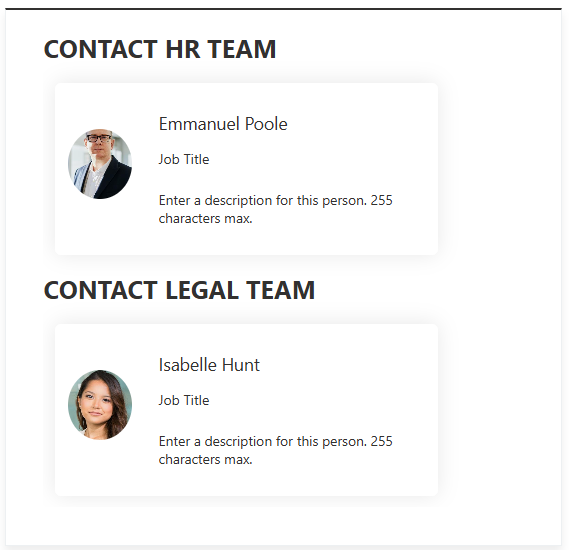 CONTACT HR TEAM
Emmanuel Poole
Job Title
Enter a description for this person. 255
characters max.
CONTACT LEGAL TEAM
Isabelle Hunt
Job Title
Enter a description for this person. 255
characters max.